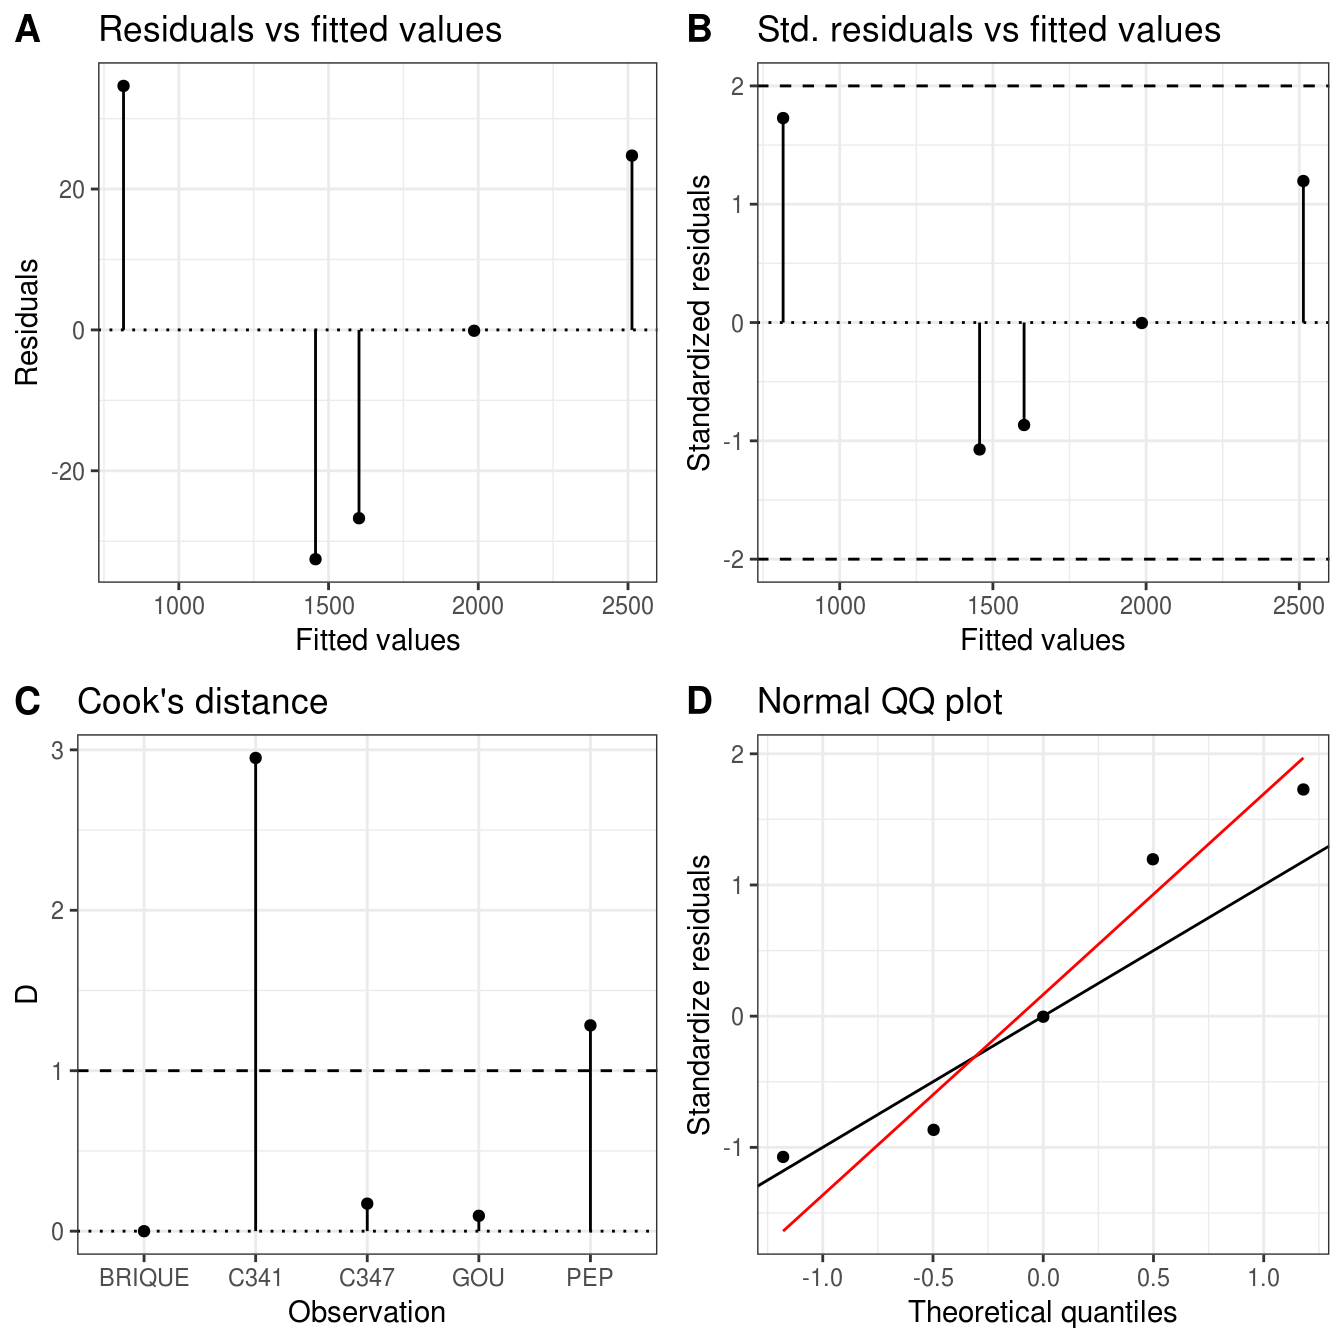 A Residuals vs fitted values
Residuals
20
0
-20
1000 1500 2000 2500
Fitted values
B Std. residuals vs fitted values
Standardized residuals
2
1
0
-1
-2
1000 1500 2000 2500
Fitted values
C Cook's distance
D
3
2
1
0
BRIQUE C341 C347 GOU PEP
Observation
D Normal QQ plot
Standardize residuals
2
1
0
-1
-1.0 -0.5 0.0 0.5 1.0
Theoretical quantiles